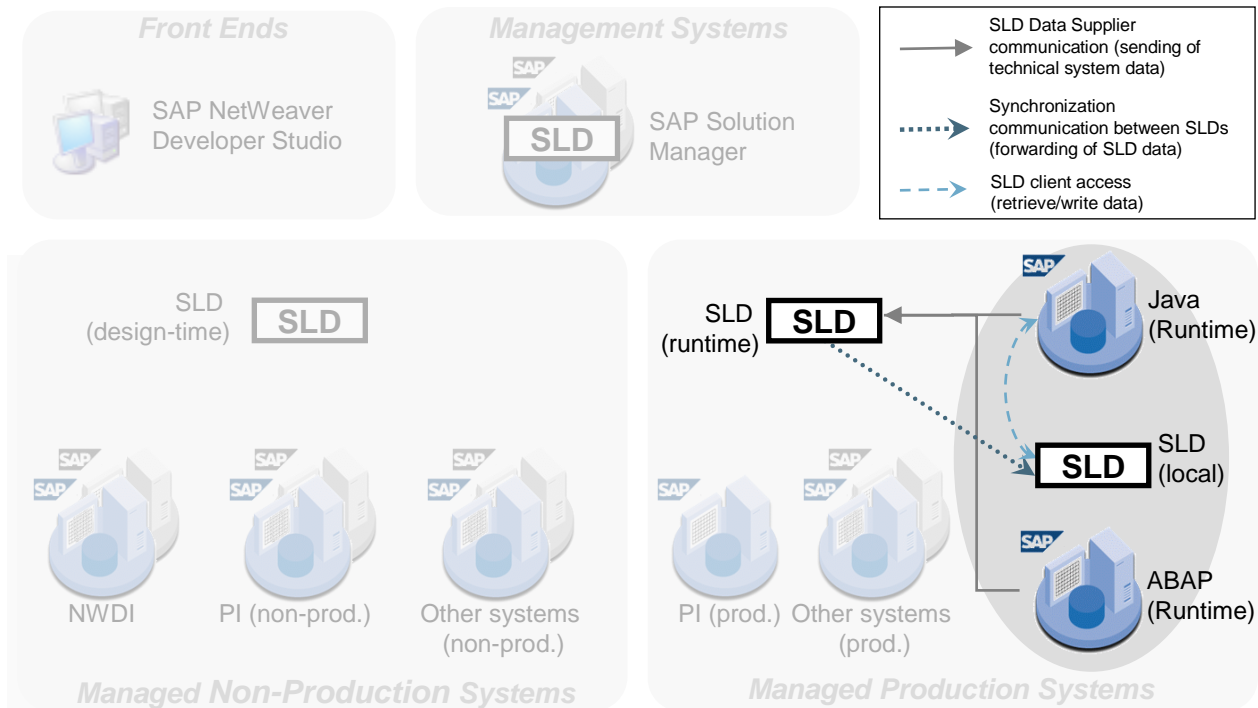 Front Ends
SAP NetWeaver
Developer Studio
Management Systems
SAP
SAP
SLD
SAP Solution
Manager
SLD Data Supplier
communication (sending of
technical system data)
Synchronization
communication between SLDs
(forwarding of SLD data)
SLD client access
(retrieve/write data)
SLD
(design-time)
SLD
SAP
SAP
NWDI
SAP
SAP
PI (non-prod.)
SAP
SAP
Other systems
(non-prod.)
Managed Non-Production Systems
SLD
(runtime)
SLD
SAP
Java
(Runtime)
SLD
SLD
(local)
SAP
PI (prod.)
SAP
SAP
Other systems
(prod.)
SAP
ABAP
(Runtime)
Managed Production Systems